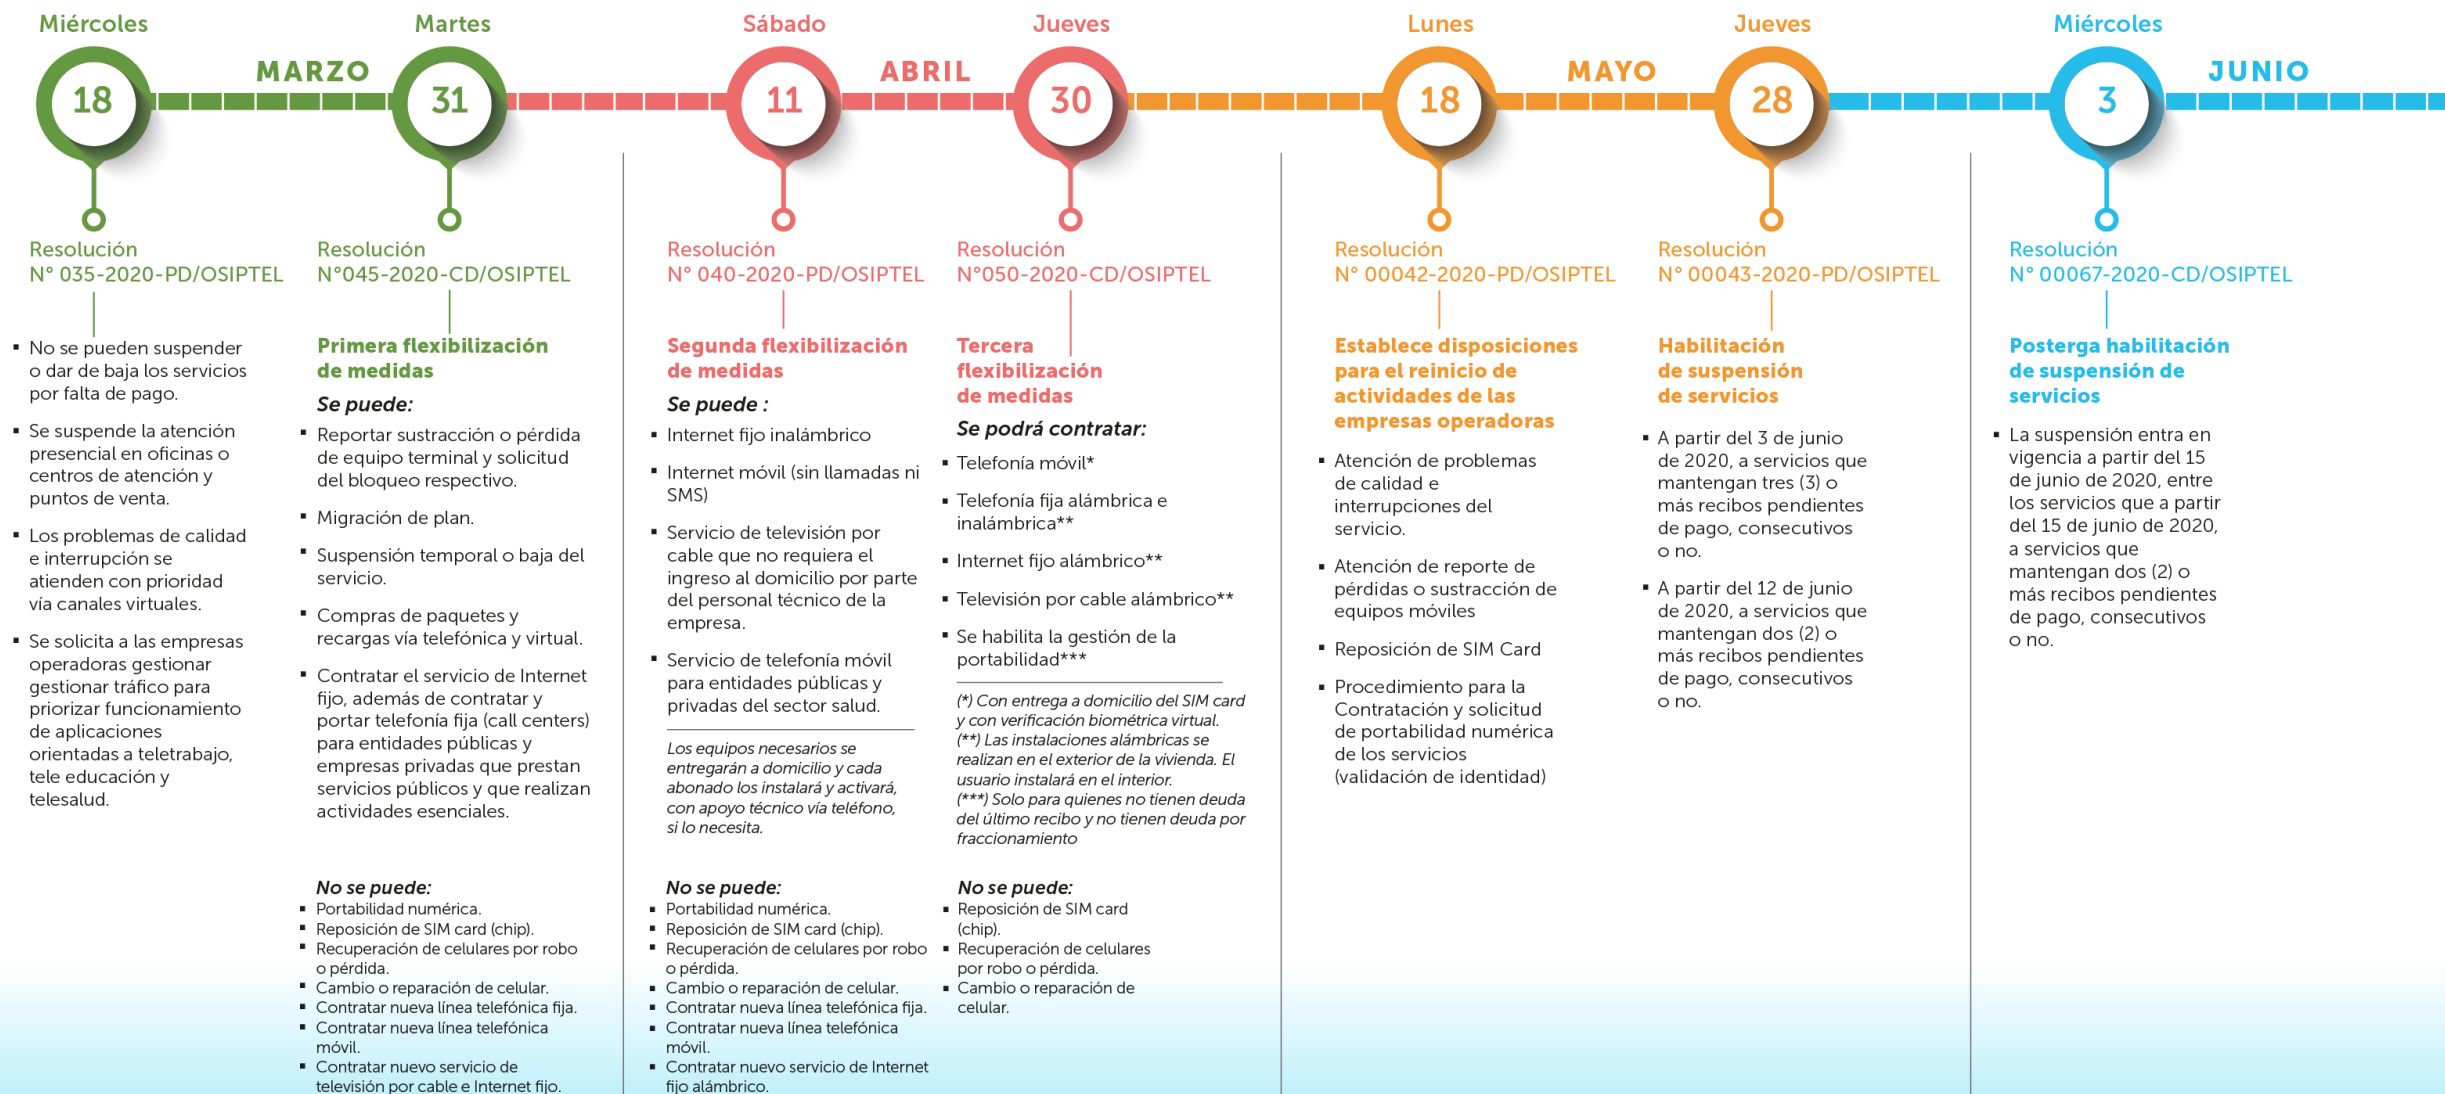 Miércoles
18
MARZO
Martes
31
Sábado
11
ABRIL
Jueves
30
Lunes
18
MAYO
Jueves
28
Miércoles
3
JUNIO
Resolución
N° 035-2020-PD/OSIPTEL
No se pueden suspender
o dar de baja los servicios
por falta de pago.
Se suspende la atención
presencial en oficinas o
centros de atención y
puntos de venta.
Los problemas de calidad
e interrupción se
atienden con prioridad
vía canales virtuales.
Se solicita a las empresas
operadoras gestionar
gestionar tráfico para
priorizar funcionamiento
de aplicaciones
orientadas a teletrabajo,
tele educación y
telesalud.
Resolución
N°045-2020-CD/OSIPTEL
Primera flexibilización
de medidas
Se puede:
Reportar sustracción o pérdida
de equipo terminal y solicitud
del bloqueo respectivo.
Migración de plan.
Suspensión temporal o baja del
servicio.
Compras de paquetes y
recargas vía telefónica y virtual.
Contratar el servicio de Internet
fijo, además de contratar y
portar telefonía fija (call centers)
para entidades públicas y
empresas privadas que prestan
servicios públicos y que realizan
actividades esenciales.
No se puede:
Portabilidad numérica.
Reposición de SIM card (chip).
Recuperación de celulares por robo
o pérdida.
Cambio o reparación de celular.
Contratar nueva línea telefónica fija.
Contratar nueva línea telefónica
móvil.
Contratar nuevo servicio de
televisión por cable e Internet fijo.
Resolución
N° 040-2020-PD/OSIPTEL
Segunda flexibilización
de medidas
Se puede :
Internet fijo inalámbrico
Internet móvil (sin llamadas ni
SMS)
Servicio de televisión por
cable que no requiera el
ingreso al domicilio por parte
del personal técnico de la
empresa.
Servicio de telefonía móvil
para entidades públicas y
privadas del sector salud.
Los equipos necesarios se
entregarán a domicilio y cada
abonado los instalará y activará,
con apoyo técnico vía teléfono,
si lo necesita.
No se puede:
Portabilidad numérica.
Reposición de SIM card (chip).
Recuperación de celulares por robo
o pérdida.
Cambio o reparación de celular.
Contratar nueva línea telefónica fija.
Contratar nueva línea telefónica
móvil.
Contratar nuevo servicio de Internet
fijo alámbrico.
Resolución
N°050-2020-CD/OSIPTEL
Tercera
flexibilización
de medidas
Se podrá contratar:
Telefonía móvil*
Telefonía fija alámbrica e
inalámbrica**
Internet fijo alámbrico**
Televisión por cable alámbrico**
Se habilita la gestión de la
portabilidad***
(*) Con entrega a domicilio del SIM card
y con verificación biométrica virtual.
(**) Las instalaciones alámbricas se
realizan en el exterior de la vivienda. El
usuario instalará en el interior.
(***) Solo para quienes no tienen deuda
del último recibo y no tienen deuda por
fraccionamiento
No se puede:
Reposición de SIM card
(chip).
Recuperación de celulares
por robo o pérdida.
Cambio o reparación de
celular.
Resolución
N° 00042-2020-PD/OSIPTEL
Establece disposiciones
para el reinicio de
actividades de las
empresas operadoras
Atención de problemas
de calidad e
interrupciones del
servicio.
Atención de reporte de
pérdidas o sustracción de
equipos móviles
Reposición de SIM Card
Procedimiento para la
Contratación y solicitud
de portabilidad numérica
de los servicios
(validación de identidad)
Resolución
N° 00043-2020-PD/OSIPTEL
Habilitación
de suspensión
de servicios
A partir del 3 de junio
de 2020, a servicios que
mantengan tres (3) o
más recibos pendientes
de pago, consecutivos
o no.
A partir del 12 de junio
de 2020, a servicios que
mantengan dos (2) o
más recibos pendientes
de pago, consecutivos
o no.
Resolución
N° 00067-2020-CD/OSIPTEL
Posterga habilitación
de suspensión de
servicios
La suspensión entra en
vigencia a partir del 15
de junio de 2020, entre
los servicios que a partir
del 15 de junio de 2020,
a servicios que
mantengan dos (2) o
más recibos pendientes
de pago, consecutivos
o no.